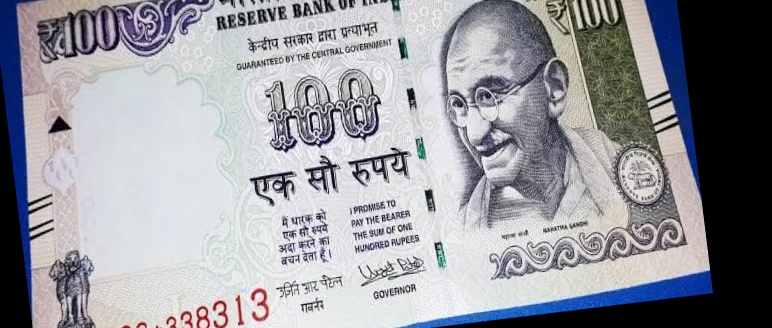 ₹100
RESERVE BANK OF
₹100
केन्द्रीय सरकार द्वारा प्रत्याभूत
GUARANTEED BY THE CENTRAL GOVERNMENT
100
एक सौ रुपये
मैं धारक को
एक सौ रुपये
अदा करने का
वचन देता हूँ।
I PROMISE TO
PAY THE BEARER
THE SUM OF ONE
HUNDRED RUPEES
उर्जित आर पटेल
गवर्नर
GOVERNOR
338313
महात्मा गांधी
MAHATMA GANDHI